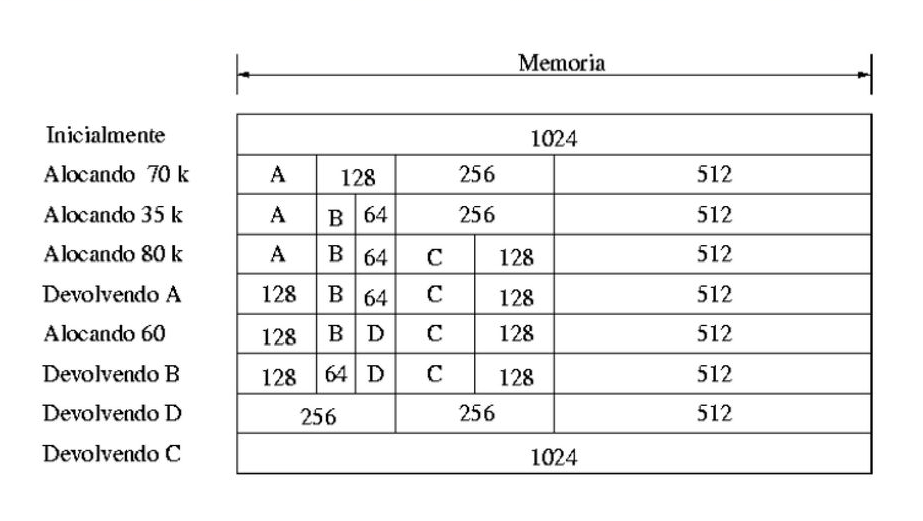 Memoria
Inicialmente 1024
Alocando 70 k A 128 256 512
Alocando 35 k A B 64 256 512
Alocando 80 k A B 64 C 128 512
Devolvendo A 128 B 64 C 128 512
Alocando 60 128 B D C 128 512
Devolvendo B 128 64 D C 128 512
Devolvendo D 256 256 512
Devolvendo C 1024